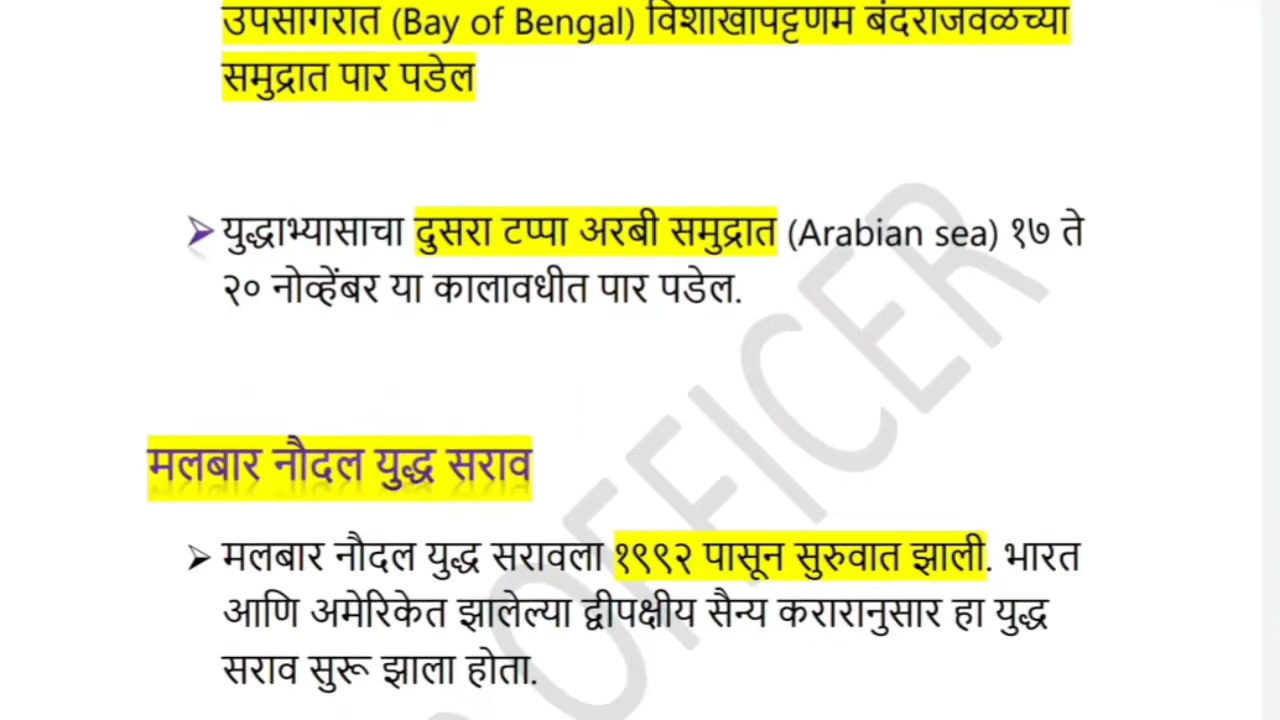 उपसागरात (Bay of Bengal) विशाखापट्टणम बंदराजवळच्या
समुद्रात पार पडेल
➤ युद्धाभ्यासाचा दुसरा टप्पा अरबी समुद्रात (Arabian sea) १७ ते
२० नोव्हेंबर या कालावधीत पार पडेल.
मलबार नौदल युद्ध सराव
➤ मलबार नौदल युद्ध सरावला १९९२ पासून सुरुवात झाली. भारत
आणि अमेरिकेत झालेल्या द्वीपक्षीय सैन्य करारानुसार हा युद्ध
सराव सुरू झाला होता.
OFFICER